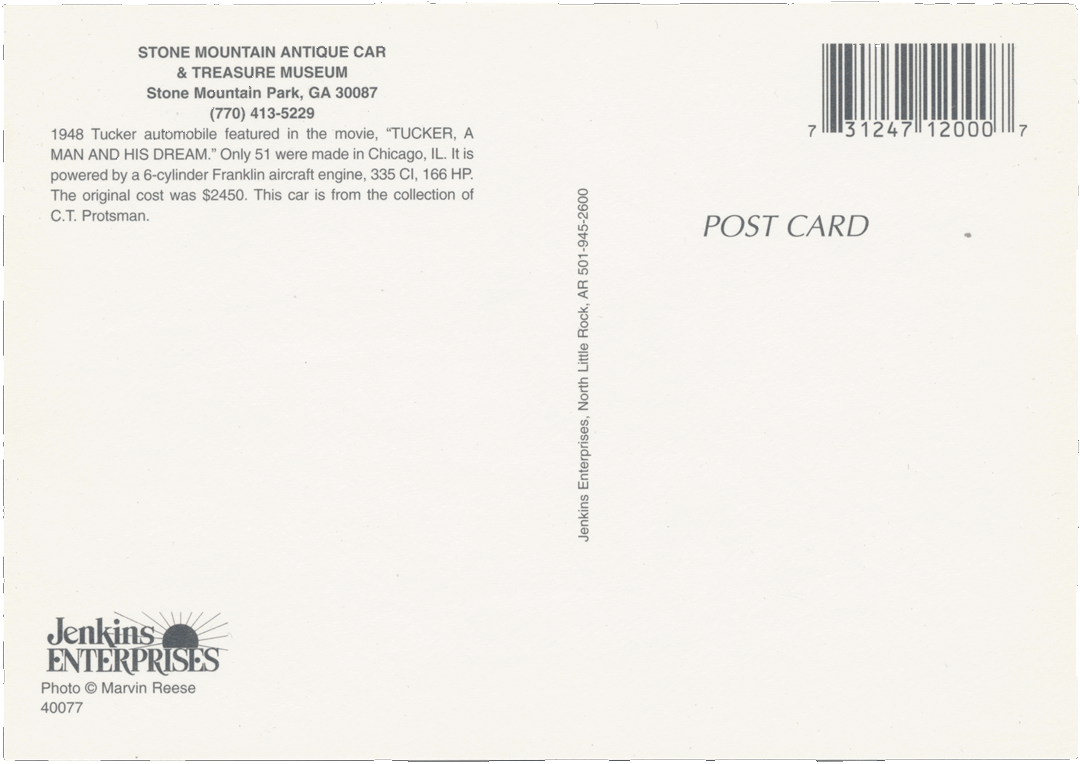 STONE MOUNTAIN ANTIQUE CAR
& TREASURE MUSEUM
Stone Mountain Park, GA 30087
(770) 413-5229
1948 Tucker automobile featured in the movie, “TUCKER, A
MAN AND HIS DREAM.” Only 51 were made in Chicago, IL. It is
powered by a 6-cylinder Franklin aircraft engine, 335 CI, 166 HP.
The original cost was $2450. This car is from the collection of
C.T. Protsman.
Jenkins
ENTERPRISES
Photo © Marvin Reese
40077
Jenkins Enterprises, North Little Rock, AR 501-945-2600
7 31247 12000 7
POST CARD